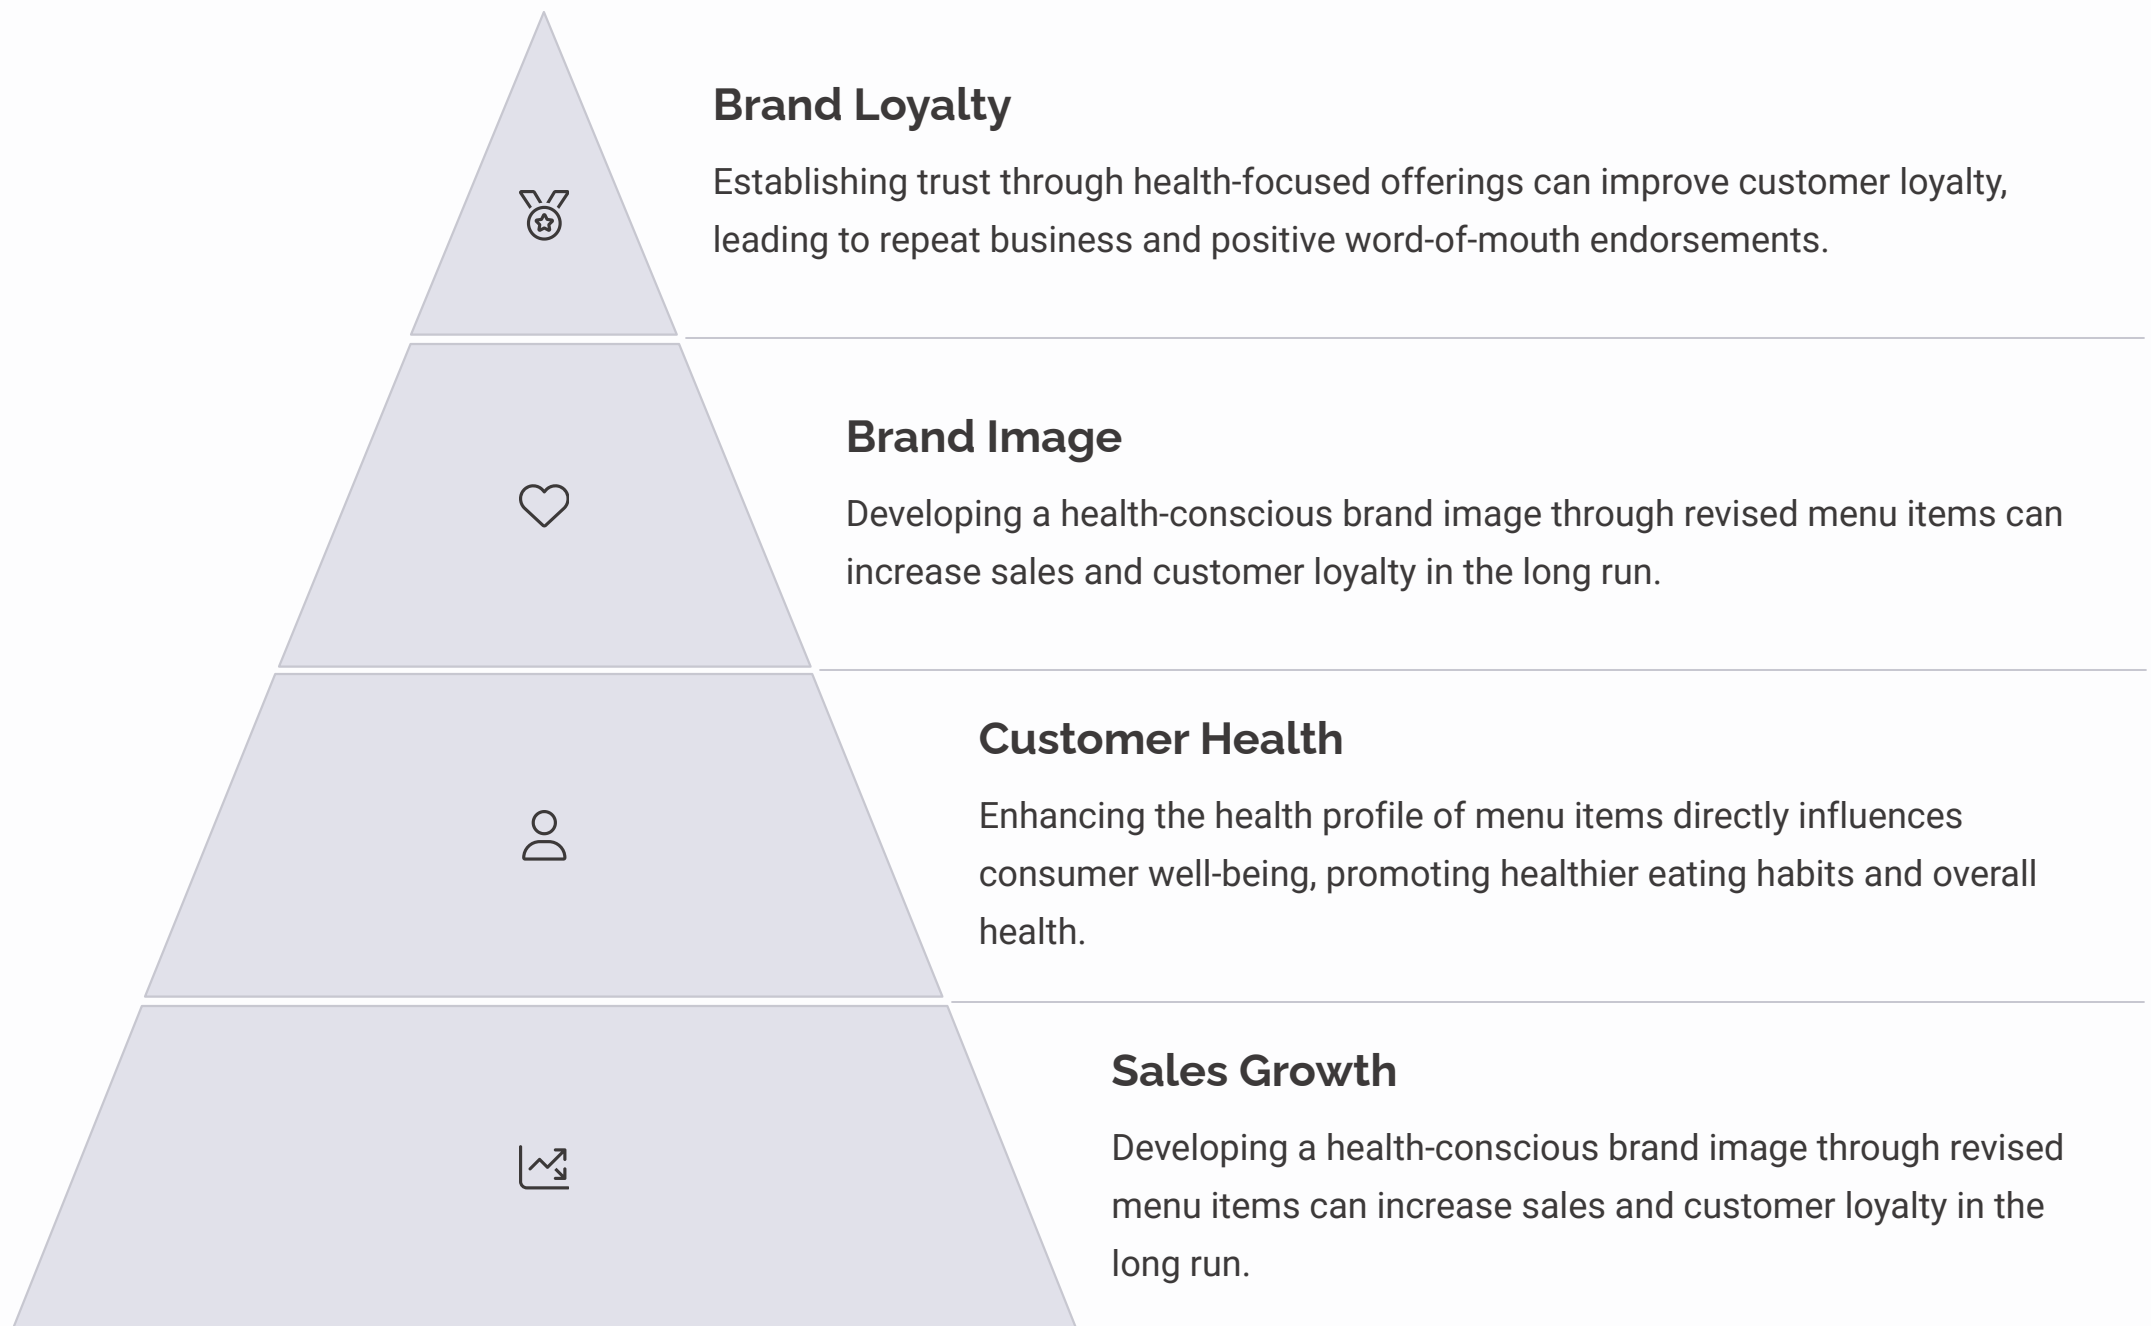 Brand Loyalty
Establishing trust through health-focused offerings can improve customer loyalty,
leading to repeat business and positive word-of-mouth endorsements.
Brand Image
Developing a health-conscious brand image through revised menu items can
increase sales and customer loyalty in the long run.
Customer Health
Enhancing the health profile of menu items directly influences
consumer well-being, promoting healthier eating habits and overall
health.
Sales Growth
Developing a health-conscious brand image through revised
menu items can increase sales and customer loyalty in the
long run.